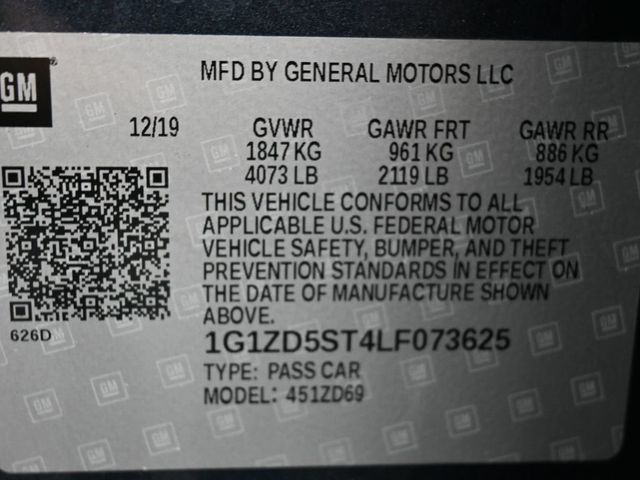 GM
MFD BY GENERAL MOTORS LLC
12/19 GVWR GAWR FRT GAWR RR
1847 KG 961 KG 886 KG
4073 LB 2119 LB 1954 LB
THIS VEHICLE CONFORMS TO ALL
APPLICABLE U.S. FEDERAL MOTOR
VEHICLE SAFETY, BUMPER, AND THEFT
PREVENTION STANDARDS IN EFFECT ON
THE DATE OF MANUFACTURE SHOWN
ABOVE.
626D
1G1ZD5ST4LF073625
TYPE: PASS CAR
MODEL: 451ZD69